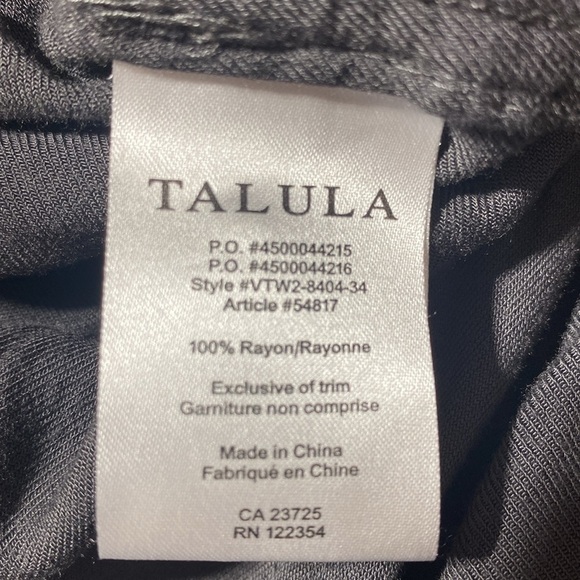 TALULA
P.O. #4500044215
P.O. #4500044216
Style #VTW2-8404-34
Article #54817
100% Rayon/Rayonne
Exclusive of trim
Garniture non comprise
Made in China
Fabriqué en Chine
CA 23725
RN 122354